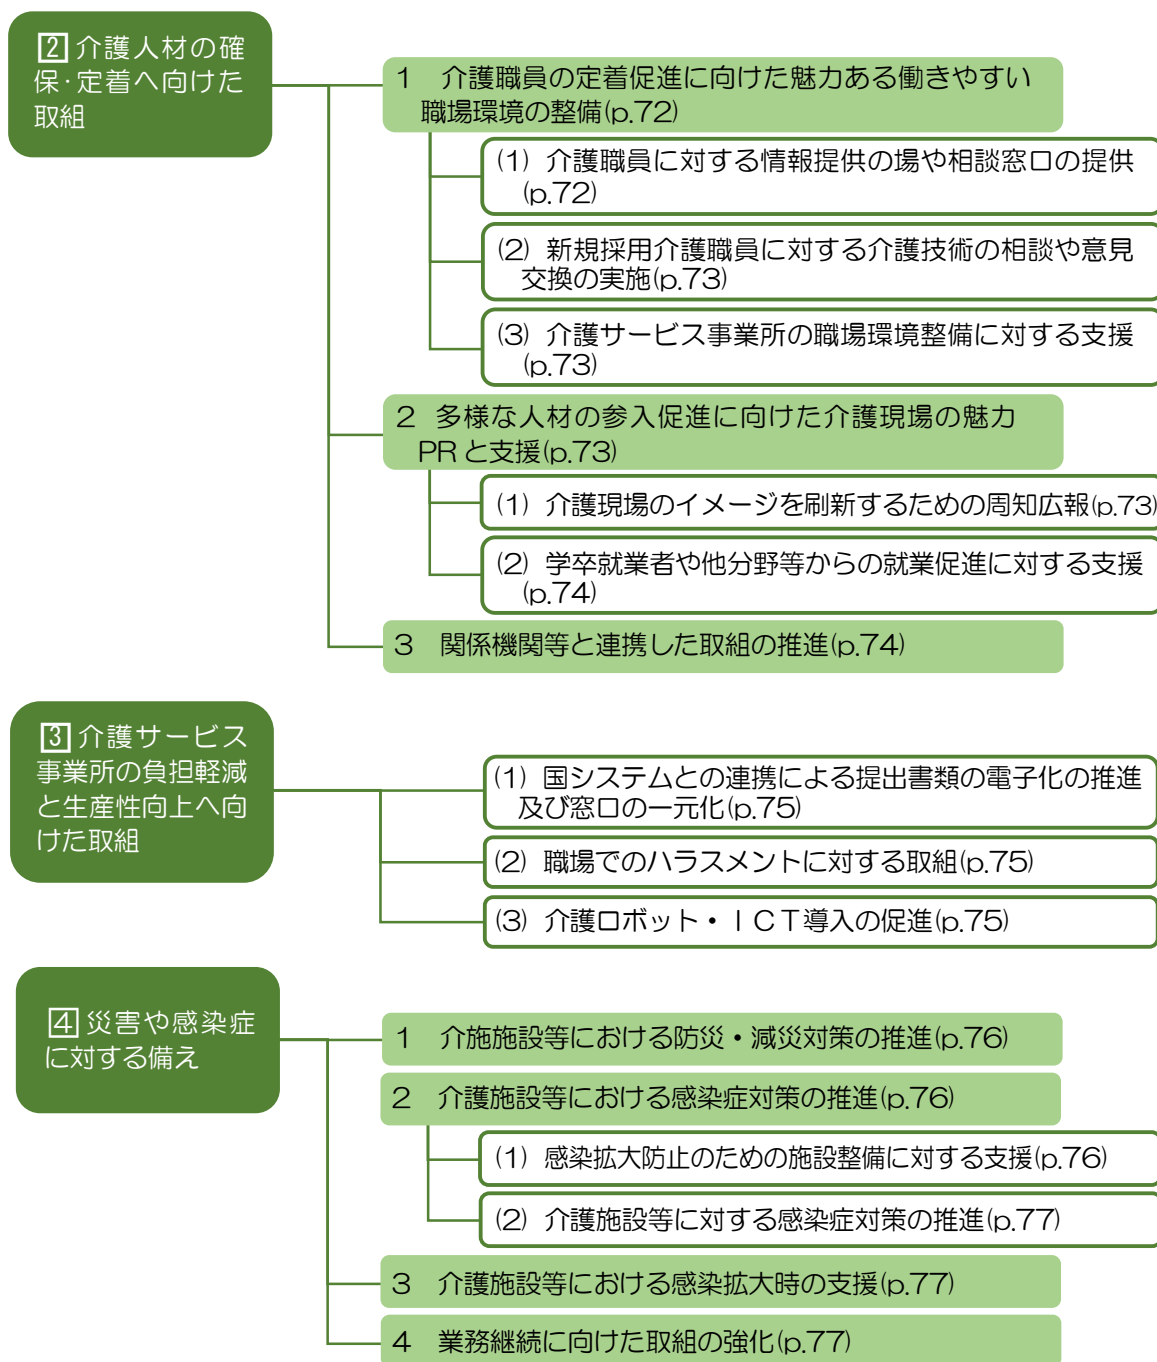 2 介護人材の確
保・定着へ向けた
取組
1 介護職員の定着促進に向けた魅力ある働きやすい
職場環境の整備(p.72)
(1) 介護職員に対する情報提供の場や相談窓口の提供
(p.72)
(2) 新規採用介護職員に対する介護技術の相談や意見
交換の実施(p.73)
(3) 介護サービス事業所の職場環境整備に対する支援
(p.73)
2 多様な人材の参入促進に向けた介護現場の魅力
PRと支援(p.73)
(1) 介護現場のイメージを刷新するための周知広報(p.73)
(2) 学卒就業者や他分野等からの就業促進に対する支援
(p.74)
3 関係機関等と連携した取組の推進(p.74)
3 介護サービス
事業所の負担軽減
と生産性向上へ向
けた取組
(1) 国システムとの連携による提出書類の電子化の推進
及び窓口の一元化(p.75)
(2) 職場でのハラスメントに対する取組(p.75)
(3) 介護ロボット・ＩＣＴ導入の促進(p.75)
4 災害や感染症
に対する備え
1 介施施設等における防災・減災対策の推進(p.76)
2 介護施設等における感染症対策の推進(p.76)
(1) 感染拡大防止のための施設整備に対する支援(p.76)
(2) 介護施設等に対する感染症対策の推進(p.77)
3 介護施設等における感染拡大時の支援(p.77)
4 業務継続に向けた取組の強化(p.77)